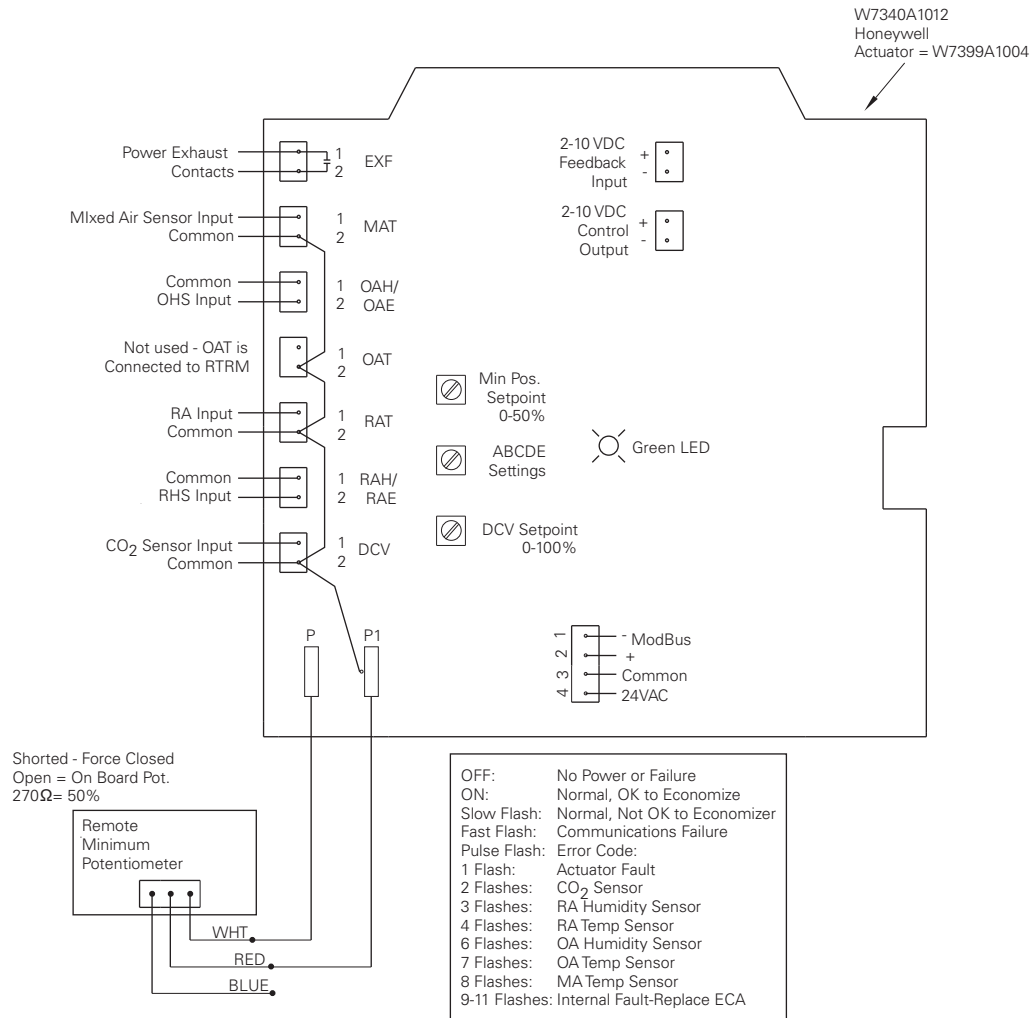 W7340A1012
Honeywell
Actuator = W7399A1004
Power Exhaust
Contacts
1
2
EXF
MIxed Air Sensor Input
Common
1
2
MAT
Common
OHS Input
1
2
OAH/
OAE
Not used - OAT is
Connected to RTRM
1
2
OAT
RA Input
Common
1
2
RAT
Common
RHS Input
1
2
RAH/
RAE
CO2 Sensor Input
Common
1
2
DCV
2-10 VDC
Feedback
Input
+
-
2-10 VDC
Control
Output
+
-
Min Pos.
Setpoint
0-50%
ABCDE
Settings
DCV Setpoint
0-100%
Green LED
P
P1
1
2
3
4
- ModBus
+
Common
24VAC
Shorted - Force Closed
Open = On Board Pot.
270Ω= 50%
Remote
Minimum
Potentiometer
WHT
RED
BLUE
OFF: No Power or Failure
ON: Normal, OK to Economize
Slow Flash: Normal, Not OK to Economizer
Fast Flash: Communications Failure
Pulse Flash: Error Code:
1 Flash: Actuator Fault
2 Flashes: CO2 Sensor
3 Flashes: RA Humidity Sensor
4 Flashes: RA Temp Sensor
6 Flashes: OA Humidity Sensor
7 Flashes: OA Temp Sensor
8 Flashes: MA Temp Sensor
9-11 Flashes: Internal Fault-Replace ECA